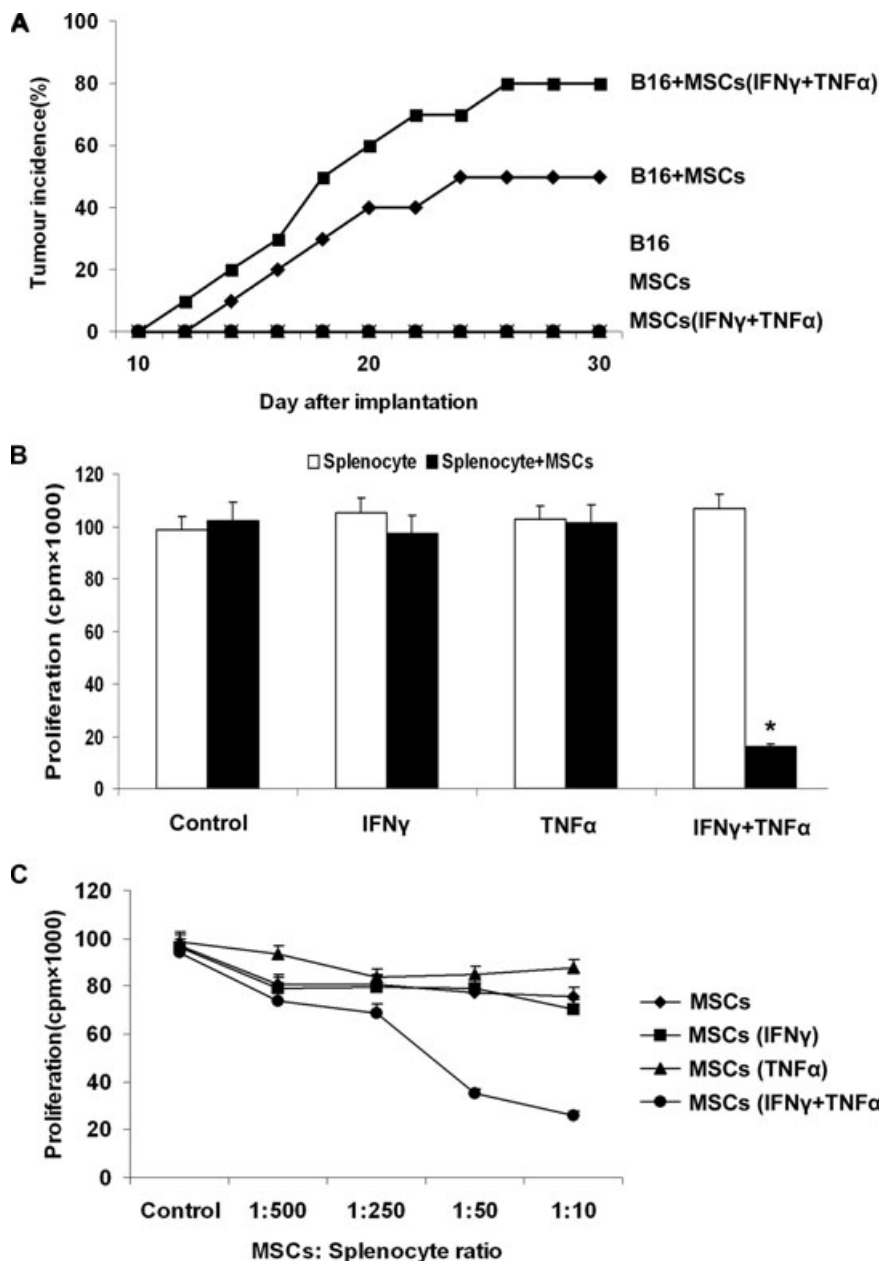 A
Tumour incidence(%)
100
80
60
40
20
0
10
20
30
Day after implantation
B16+MSCs(IFNγ+TNFα)
B16+MSCs
B16
MSCs
MSCs(IFNγ+TNFα)
B
Proliferation (cpm×1000)
Splenocyte
Splenocyte+MSCs
120
100
80
60
40
20
0
*
Control
IFNγ
TNFα
IFNγ+TNFα
C
Proliferation(cpm×1000)
120
100
80
60
40
20
0
Control
1:500
1:250
1:50
1:10
MSCs: Splenocyte ratio
MSCs
MSCs (IFNγ)
MSCs (TNFα)
MSCs (IFNγ+TNFα